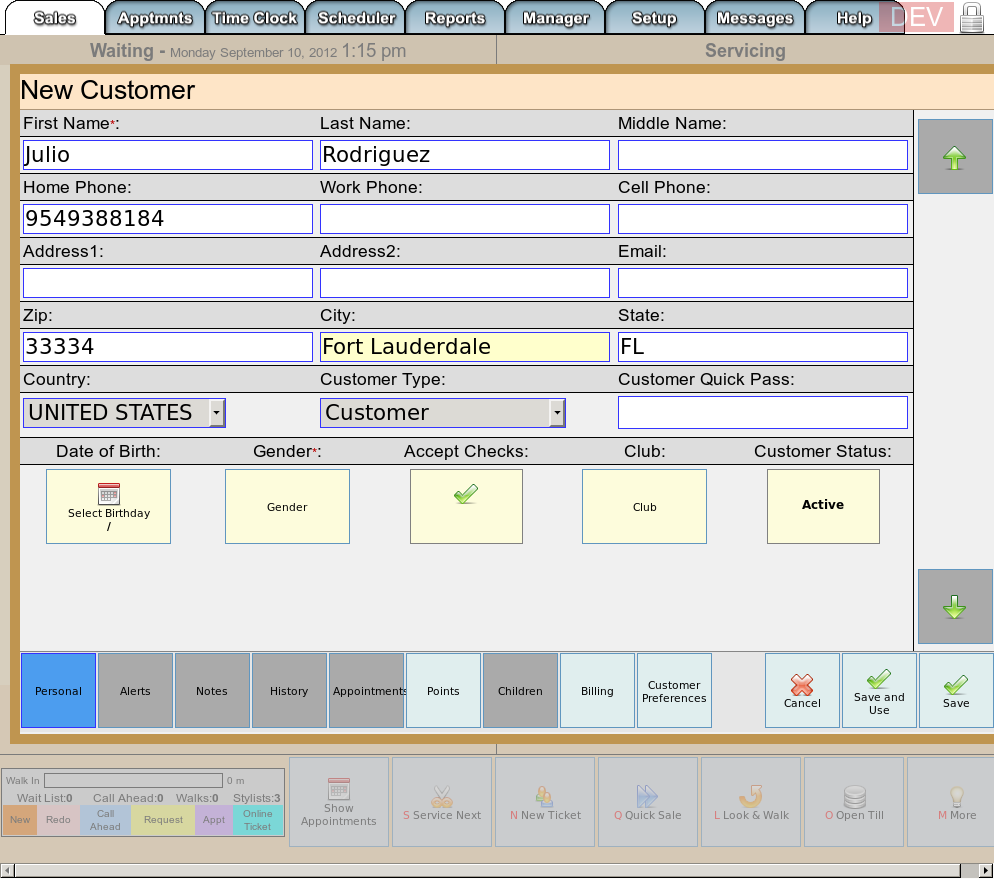 Sales Apptmnts Time Clock Scheduler Reports Manager Setup Messages Help DEV
Waiting - Monday September 10, 2012 1:15 pm Servicing
New Customer
First Name*: Last Name: Middle Name:
Julio Rodriguez
Home Phone: Work Phone: Cell Phone:
9549388184
Address1: Address2: Email:
Zip: City: State:
33334 Fort Lauderdale FL
Country: Customer Type: Customer Quick Pass:
UNITED STATES Customer
Date of Birth: Gender*: Accept Checks: Club: Customer Status:
Select Birthday
/
Gender
Club
Active
Personal Alerts Notes History Appointments Points Children Billing
Customer
Preferences
Cancel
Save and
Use
Save
Walk In 0 m
Wait List:0 Call Ahead:0 Walks:0 Stylists:3
New Redo
Call
Ahead
Request Appt
Online
Ticket
Show
Appointments
S Service Next N New Ticket Q Quick Sale L Look & Walk O Open Till M More